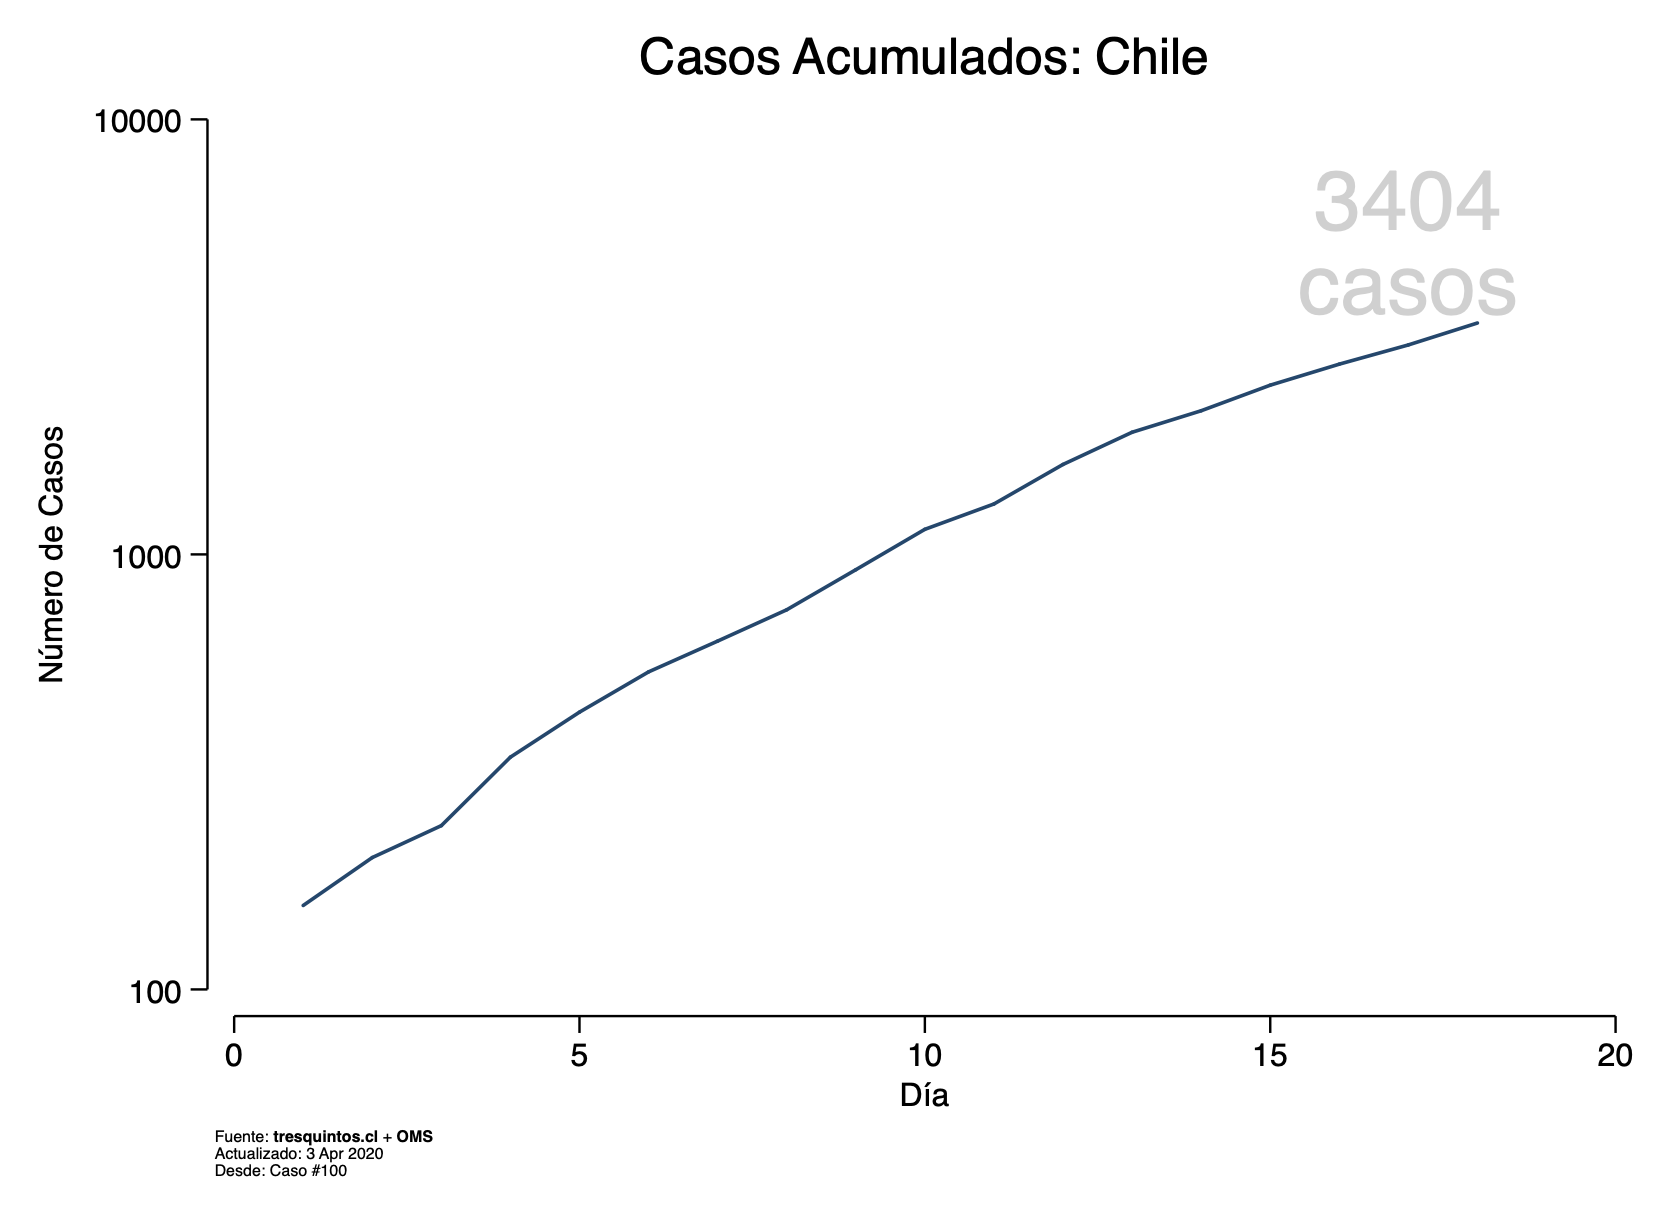 Casos Acumulados: Chile
10000
3404
casos
1000
Número de Casos
100
0 5 10 15 20
Día
Fuente: tresquintos.cl + OMS
Actualizado: 3 Apr 2020
Desde: Caso #100